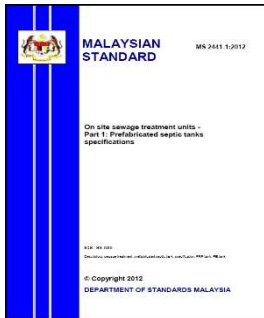 MALAYSIAN
STANDARD
MS 2441-1:2012
On site sewage treatment units -
Part 1: Prefabricated septic tanks
specifications
© Copyright 2012
DEPARTMENT OF STANDARDS MALAYSIA